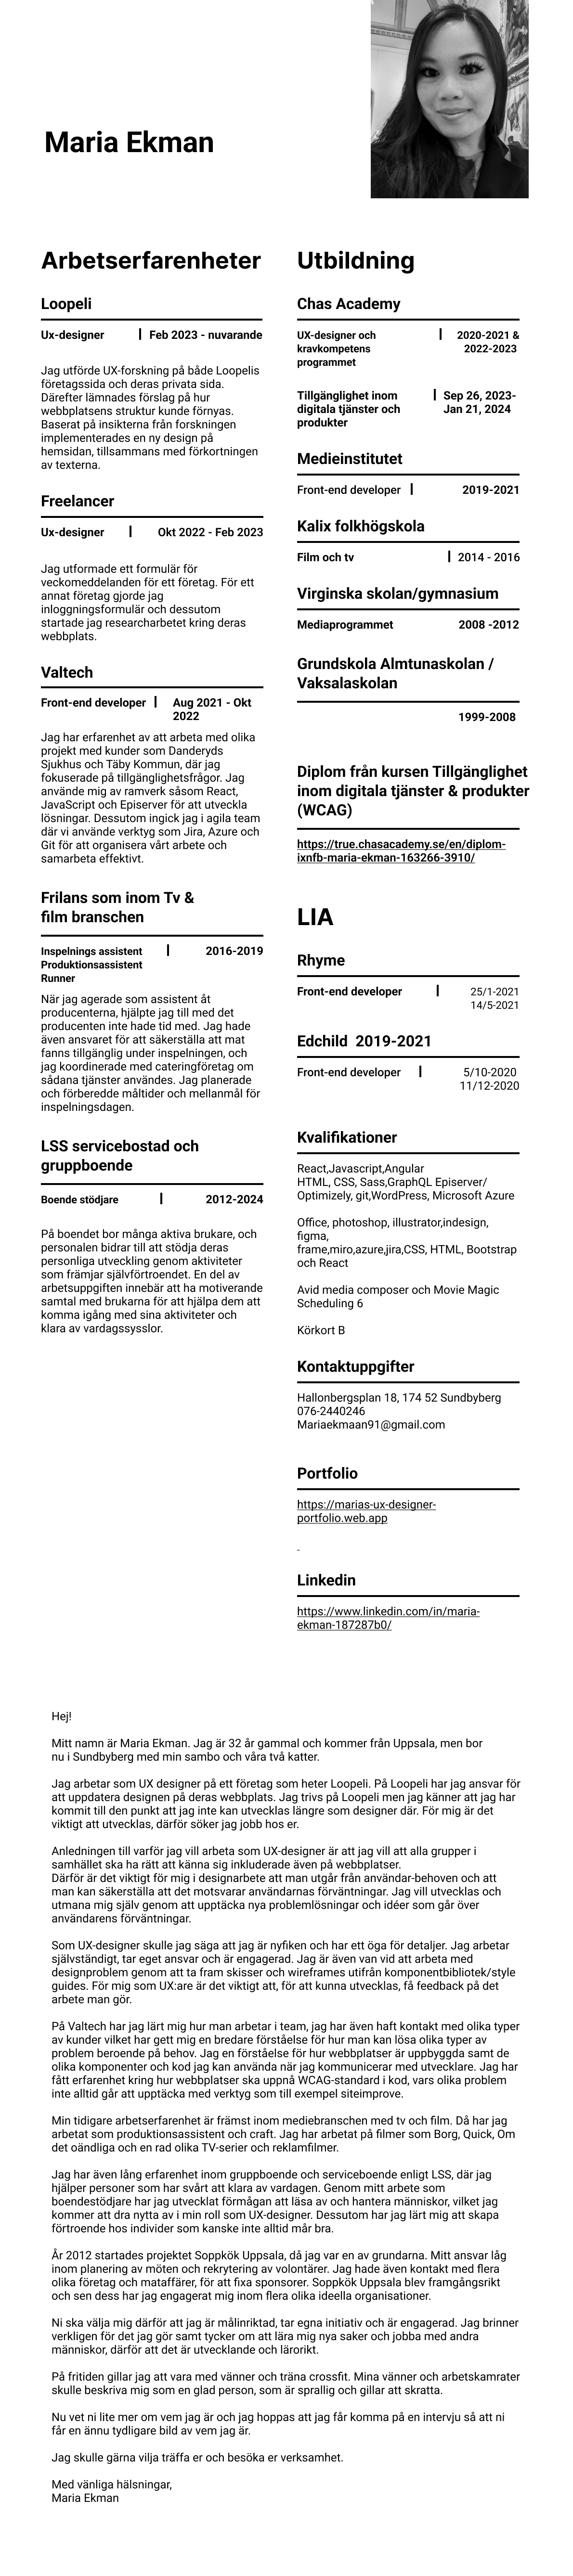 Maria Ekman
Arbetserfarenheter
Loopeli
Ux-designer | Feb 2023 - nuvarande
Jag utförde UX-forskning på både Loopelis
företagssida och deras privata sida.
Därefter lämnades förslag på hur
webbplatsens struktur kunde förnyas.
Baserat på insikterna från forskningen
implementerades en ny design på
hemsidan, tillsammans med förkortningen
av texterna.
Freelancer
Ux-designer | Okt 2022 - Feb 2023
Jag utformade ett formulär för
veckomeddelanden för ett företag. För ett
annat företag gjorde jag
inloggningsformulär och dessutom
startade jag researcharbetet kring deras
webbplats.
Valtech
Front-end developer | Aug 2021 - Okt
2022
Jag har erfarenhet av att arbeta med olika
projekt med kunder som Danderyds
Sjukhus och Täby Kommun, där jag
fokuserade på tillgänglighetsfrågor. Jag
använde mig av ramverk såsom React,
JavaScript och Episerver för att utveckla
lösningar. Dessutom ingick jag i agila team
där vi använde verktyg som Jira, Azure och
Git för att organisera vårt arbete och
samarbeta effektivt.
Frilans som inom Tv &
film branschen
Inspelnings assistent | 2016-2019
Produktionsassistent
Runner
När jag agerade som assistent åt
producenterna, hjälpte jag till med det
producenten inte hade tid med. Jag hade
även ansvaret för att säkerställa att mat
fanns tillgänglig under inspelningen, och
jag koordinerade med cateringföretag om
sådana tjänster användes. Jag planerade
och förberedde måltider och mellanmål för
inspelningsdagen.
LSS servicebostad och
gruppboende
Boende stödjare | 2012-2024
På boendet bor många aktiva brukare, och
personalen bidrar till att stödja deras
personliga utveckling genom aktiviteter
som främjar självförtroendet. En del av
arbetsuppgiften innebär att ha motiverande
samtal med brukarna för att hjälpa dem att
komma igång med sina aktiviteter och
klara av vardagssysslor.
Utbildning
Chas Academy
UX-designer och | 2020-2021 &
kravkompetens 2022-2023
programmet
Tillgänglighet inom | Sep 26, 2023-
digitala tjänster och Jan 21, 2024
produkter
Medieinstitutet
Front-end developer | 2019-2021
Kalix folkhögskola
Film och tv | 2014 - 2016
Virginska skolan/gymnasium
Mediaprogrammet 2008 -2012
Grundskola Almtunaskolan /
Vaksalaskolan
1999-2008
Diplom från kursen Tillgänglighet
inom digitala tjänster & produkter
(WCAG)
https://true.chasacademy.se/en/diplom-
ixnfb-maria-ekman-163266-3910/
LIA
Rhyme
Front-end developer | 25/1-2021
14/5-2021
Edchild 2019-2021
Front-end developer | 5/10-2020
11/12-2020
Kvalifikationer
React,Javascript,Angular
HTML, CSS, Sass,GraphQL Episerver/
Optimizely, git,WordPress, Microsoft Azure
Office, photoshop, illustrator,indesign,
figma,
frame,miro,azure,jira,CSS, HTML, Bootstrap
och React
Avid media composer och Movie Magic
Scheduling 6
Körkort B
Kontaktuppgifter
Hallonbergsplan 18, 174 52 Sundbyberg
076-2440246
Mariaekmaan91@gmail.com
Portfolio
https://marias-ux-designer-
portfolio.web.app
Linkedin
https://www.linkedin.com/in/maria-
ekman-187287b0/
Hej!
Mitt namn är Maria Ekman. Jag är 32 år gammal och kommer från Uppsala, men bor
nu i Sundbyberg med min sambo och våra två katter.
Jag arbetar som UX designer på ett företag som heter Loopeli. På Loopeli har jag ansvar för
att uppdatera designen på deras webbplats. Jag trivs på Loopeli men jag känner att jag har
kommit till den punkt att jag inte kan utvecklas längre som designer där. För mig är det
viktigt att utvecklas, därför söker jag jobb hos er.
Anledningen till varför jag vill arbeta som UX-designer är att jag vill att alla grupper i
samhället ska ha rätt att känna sig inkluderade även på webbplatser.
Därför är det viktigt för mig i designarbete att man utgår från användar-behoven och att
man kan säkerställa att det motsvarar användarnas förväntningar. Jag vill utvecklas och
utmana mig själv genom att upptäcka nya problemlösningar och idéer som går över
användarens förväntningar.
Som UX-designer skulle jag säga att jag är nyfiken och har ett öga för detaljer. Jag arbetar
självständigt, tar eget ansvar och är engagerad. Jag är även van vid att arbeta med
designproblem genom att ta fram skisser och wireframes utifrån komponentbibliotek/style
guides. För mig som UX:are är det viktigt att, för att kunna utvecklas, få feedback på det
arbete man gör.
På Valtech har jag lärt mig hur man arbetar i team, jag har även haft kontakt med olika typer
av kunder vilket har gett mig en bredare förståelse för hur man kan lösa olika typer av
problem beroende på behov. Jag en förståelse för hur webbplatser är uppbyggda samt de
olika komponenter och kod jag kan använda när jag kommunicerar med utvecklare. Jag har
fått erfarenhet kring hur webbplatser ska uppnå WCAG-standard i kod, vars olika problem
inte alltid går att upptäcka med verktyg som till exempel siteimprove.
Min tidigare arbetserfarenhet är främst inom mediebranschen med tv och film. Då har jag
arbetat som produktionsassistent och craft. Jag har arbetat på filmer som Borg, Quick, Om
det oändliga och en rad olika TV-serier och reklamfilmer.
Jag har även lång erfarenhet inom gruppboende och serviceboende enligt LSS, där jag
hjälper personer som har svårt att klara av vardagen. Genom mitt arbete som
boendestödjare har jag utvecklat förmågan att läsa av och hantera människor, vilket jag
kommer att dra nytta av i min roll som UX-designer. Dessutom har jag lärt mig att skapa
förtroende hos individer som kanske inte alltid mår bra.
År 2012 startades projektet Soppkök Uppsala, då jag var en av grundarna. Mitt ansvar låg
inom planering av möten och rekrytering av volontärer. Jag hade även kontakt med flera
olika företag och mataffärer, för att fixa sponsorer. Soppkök Uppsala blev framgångsrikt
och sen dess har jag engagerat mig inom flera olika ideella organisationer.
Ni ska välja mig därför att jag är målinriktad, tar egna initiativ och är engagerad. Jag brinner
verkligen för det jag gör samt tycker om att lära mig nya saker och jobba med andra
människor, därför att det är utvecklande och lärorikt.
På fritiden gillar jag att vara med vänner och träna crossfit. Mina vänner och arbetskamrater
skulle beskriva mig som en glad person, som är sprallig och gillar att skratta.
Nu vet ni lite mer om vem jag är och jag hoppas att jag får komma på en intervju så att ni
får en ännu tydligare bild av vem jag är.
Jag skulle gärna vilja träffa er och besöka er verksamhet.
Med vänliga hälsningar,
Maria Ekman